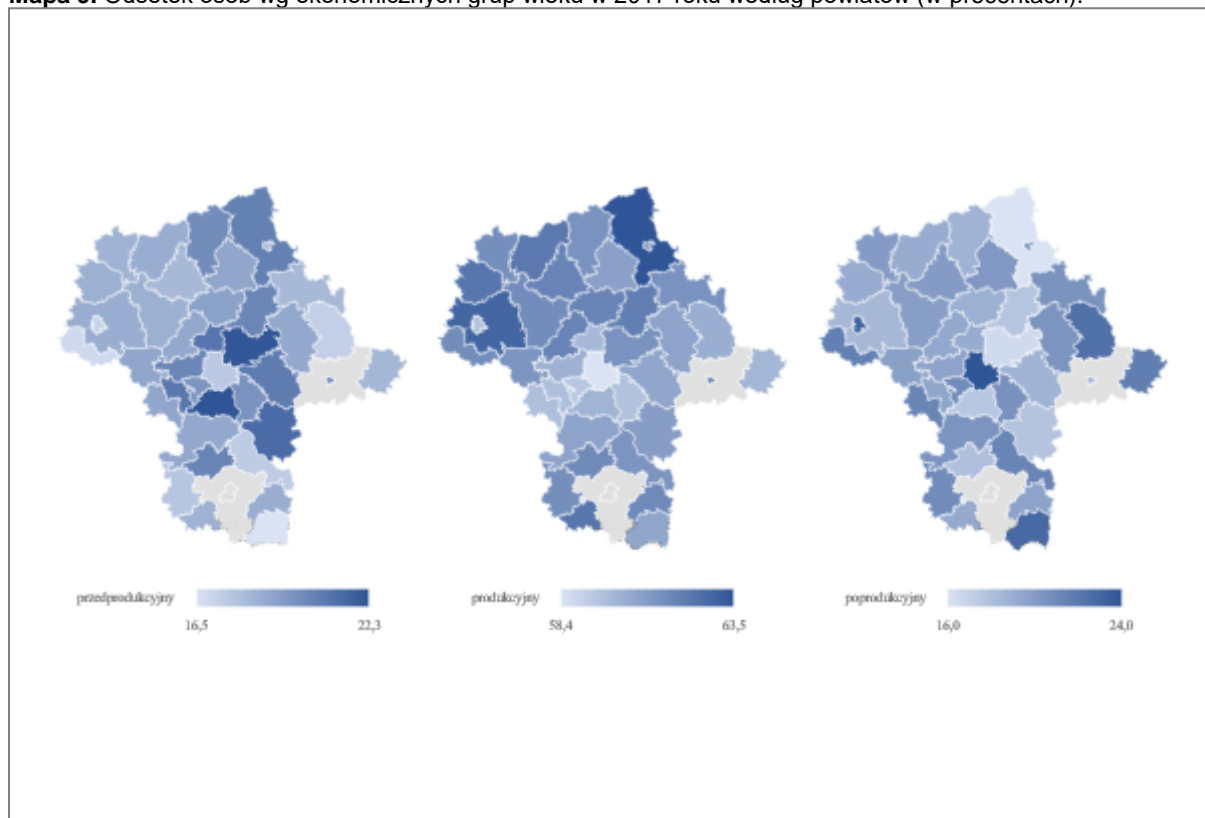 Mapa 5. Odsetek osób wg ekonomicznych grup wieku w 2017 roku według powiatów (w procentach).
przedprodukcyjny
16,5 22,3
produkcyjny
58,4 63,5
poprodukcyjny
16,0 24,0